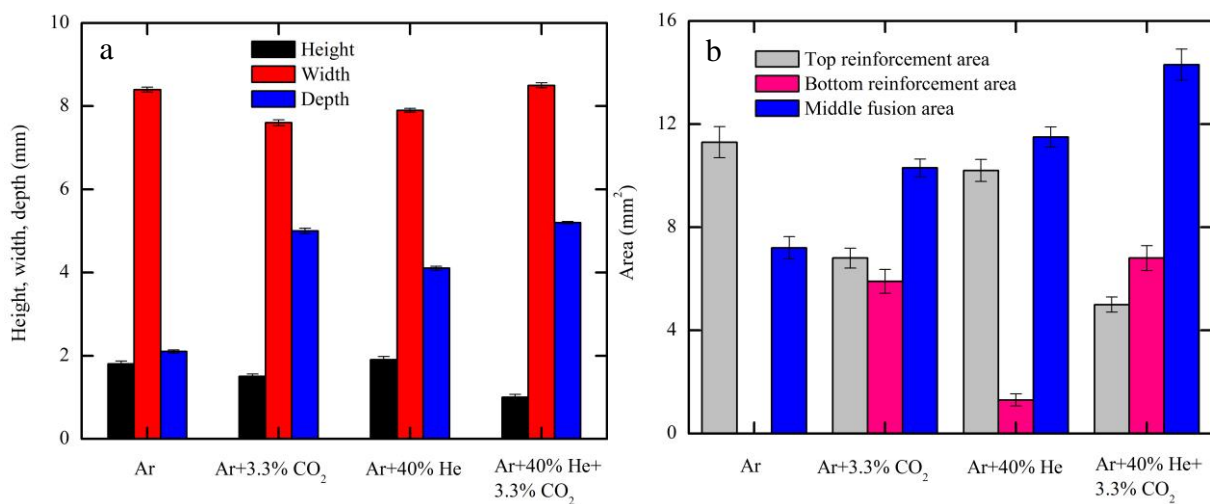 a
Height
Width
Depth
Height, width, depth (mm)
10
8
6
4
2
0
Ar
Ar+3.3% CO₂
Ar+40% He
Ar+40% He+
3.3% CO₂
b
Top reinforcement area
Bottom reinforcement area
Middle fusion area
Area (mm²)
16
12
8
4
0
Ar
Ar+3.3% CO₂
Ar+40% He
Ar+40% He+
3.3% CO₂